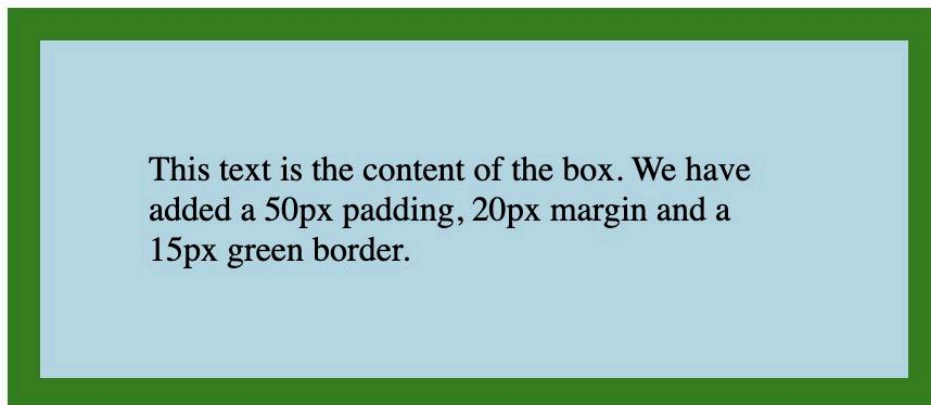 This text is the content of the box. We have
added a 50px padding, 20px margin and a
15px green border.